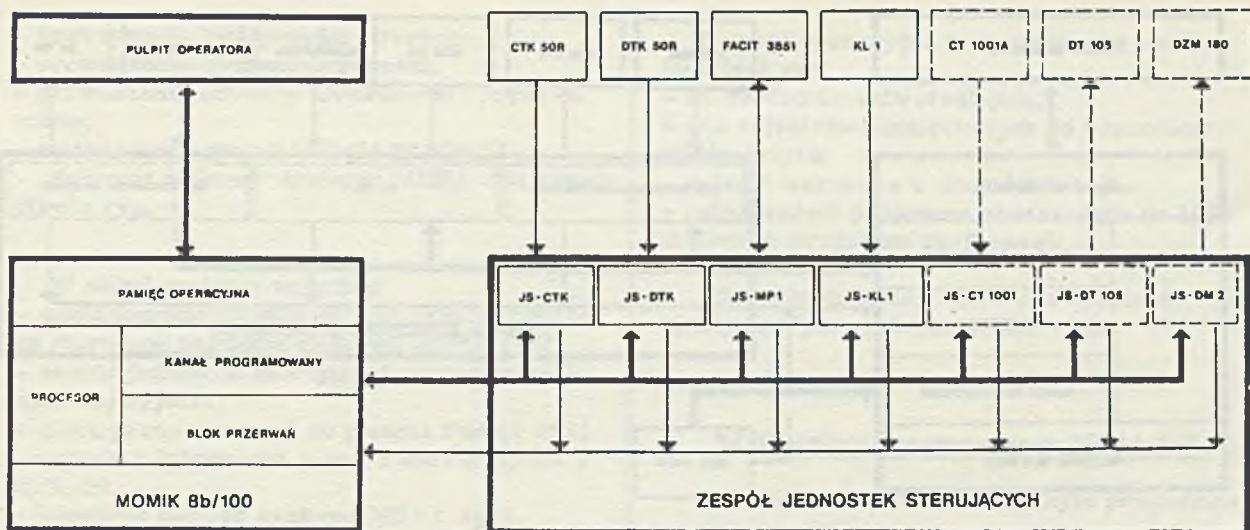 PULPIT OPERATORA
CTK 50R
DTK 50R
FACIT 3851
KL 1
CT 1001A
DT 105
DZM 180
PAMIĘĆ OPERACYJNA
KANAŁ PROGRAMOWANY
PROCESOR
BLOK PRZERWAŃ
MOMIK 8b/100
JS-CTK
JS-DTK
JS-MP1
JS-KL1
JS-CT 1001
JS-DT 105
JS-DM 2
ZESPÓŁ JEDNOSTEK STERUJĄCYCH